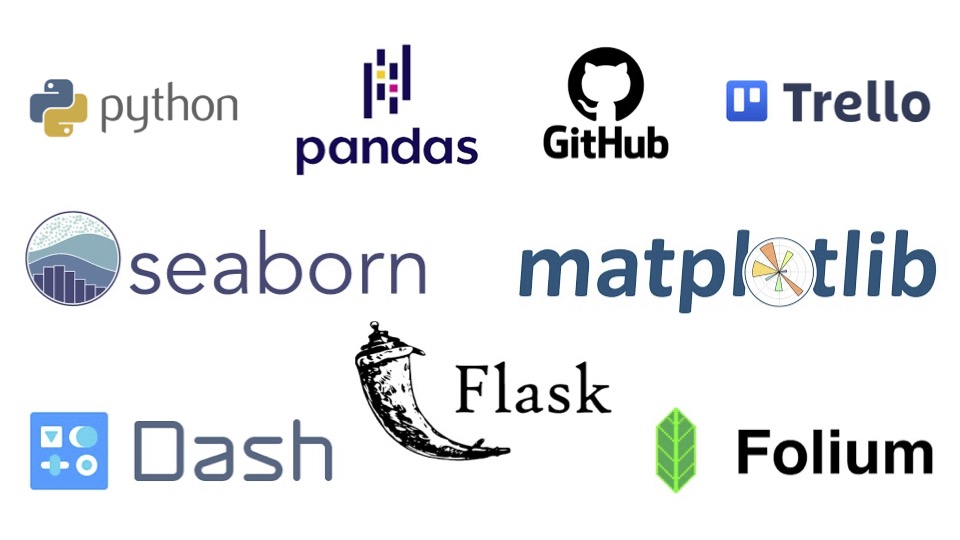 python
pandas
GitHub
Trello
seaborn
matplotlib
Flask
Dash
Folium